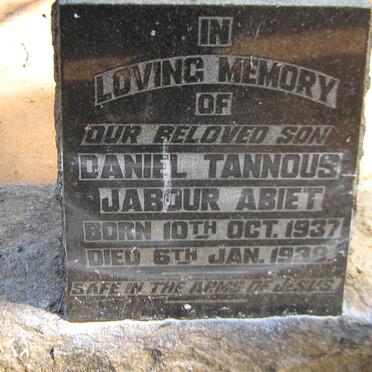 IN
LOVING MEMORY
OF
OUR BELOVED SON
DANIEL TANNOUS
JABOUR ABIET
BORN 10TH OCT. 1937
DIED 6TH JAN. 1939
SAFE IN THE ARMS OF JESUS